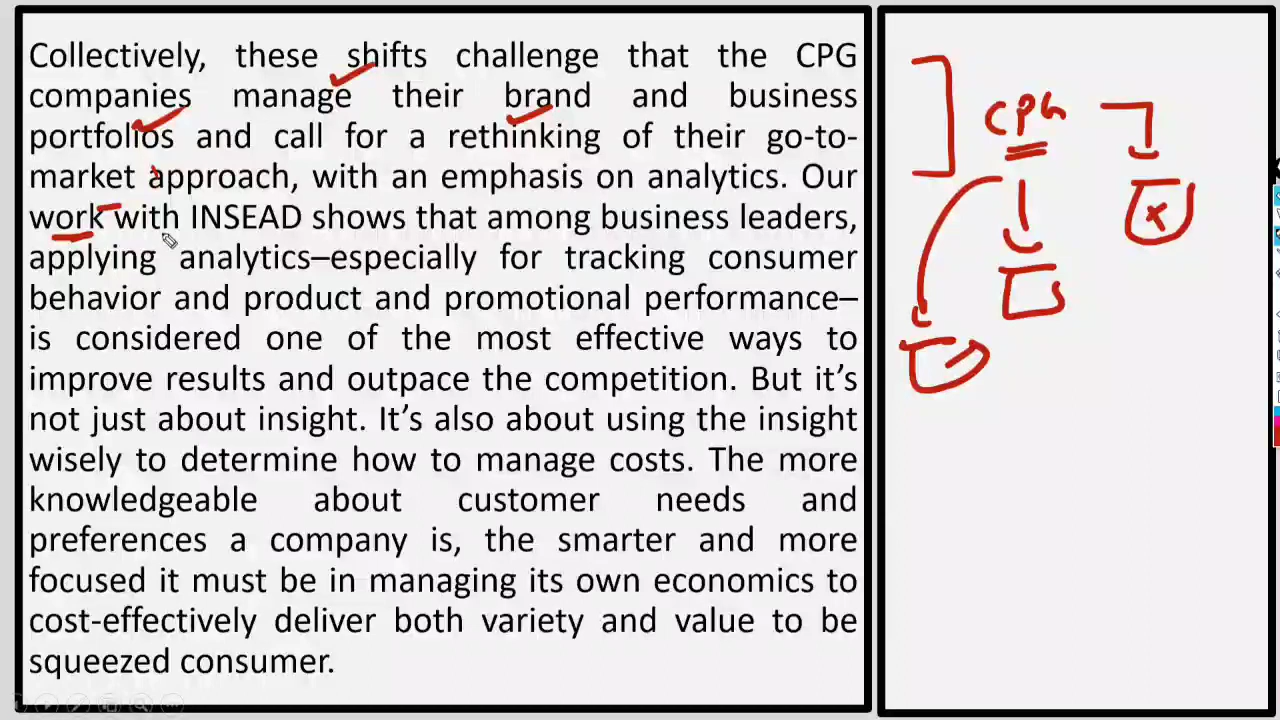 Collectively, these shifts challenge that the CPG
companies manage their brand and business
portfolios and call for a rethinking of their go-to-
market approach, with an emphasis on analytics. Our
work with INSEAD shows that among business leaders,
applying analytics–especially for tracking consumer
behavior and product and promotional performance–
is considered one of the most effective ways to
improve results and outpace the competition. But it’s
not just about insight. It’s also about using the insight
wisely to determine how to manage costs. The more
knowledgeable about customer needs and
preferences a company is, the smarter and more
focused it must be in managing its own economics to
cost-effectively deliver both variety and value to be
squeezed consumer.
CPG